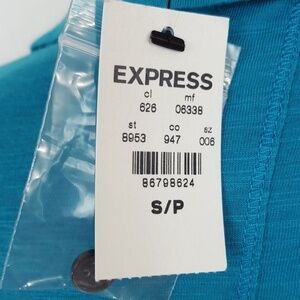 EXPRESS
cl mf
626 06338
st co sz
8953 947 006
86798624
S/P